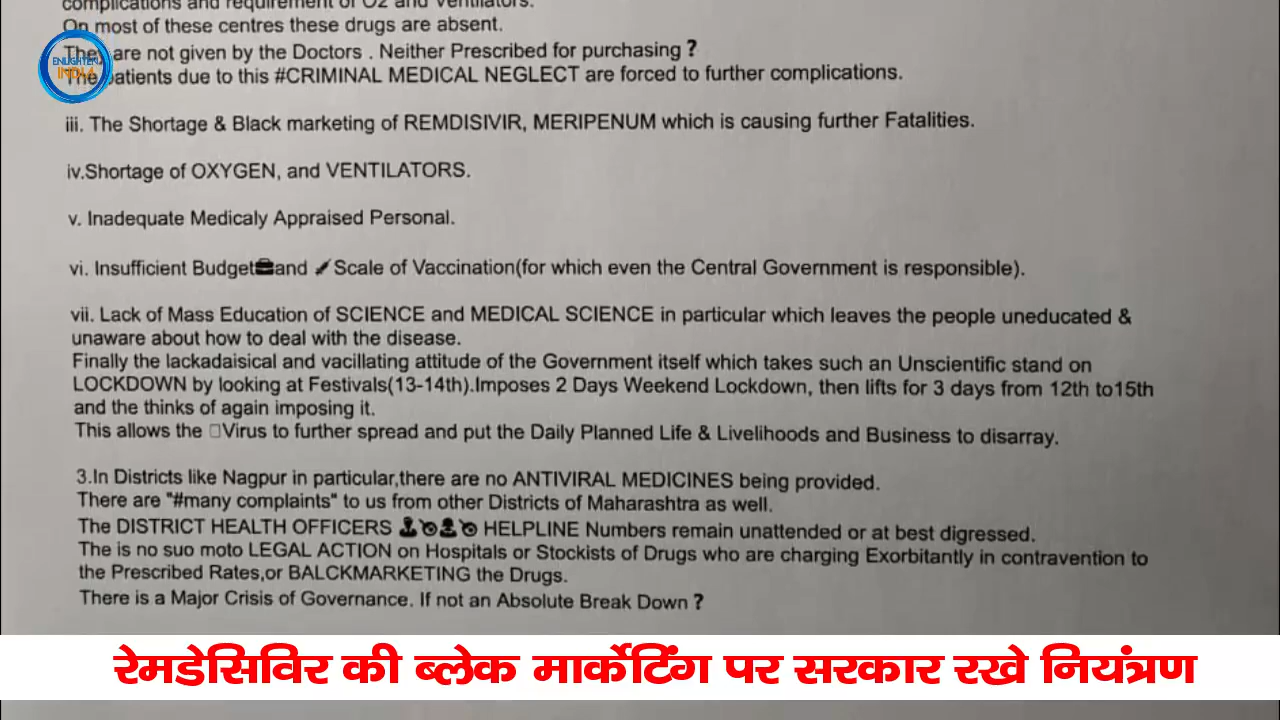 complications and requirement of O2 and Ventilators.
On most of these centres these drugs are absent.
They are not given by the Doctors . Neither Prescribed for purchasing ?
The patients due to this #CRIMINAL MEDICAL NEGLECT are forced to further complications.
ENLIGHTEN
INDIA
iii. The Shortage & Black marketing of REMDISIVIR, MERIPENUM which is causing further Fatalities.
iv.Shortage of OXYGEN, and VENTILATORS.
v. Inadequate Medicaly Appraised Personal.
vi. Insufficient Budget and Scale of Vaccination(for which even the Central Government is responsible).
vii. Lack of Mass Education of SCIENCE and MEDICAL SCIENCE in particular which leaves the people uneducated &
unaware about how to deal with the disease.
Finally the lackadaisical and vacillating attitude of the Government itself which takes such an Unscientific stand on
LOCKDOWN by looking at Festivals(13-14th).Imposes 2 Days Weekend Lockdown, then lifts for 3 days from 12th to15th
and the thinks of again imposing it.
This allows the Virus to further spread and put the Daily Planned Life & Livelihoods and Business to disarray.
3.In Districts like Nagpur in particular,there are no ANTIVIRAL MEDICINES being provided.
There are "#many complaints" to us from other Districts of Maharashtra as well.
The DISTRICT HEALTH OFFICERS HELPLINE Numbers remain unattended or at best digressed.
The is no suo moto LEGAL ACTION on Hospitals or Stockists of Drugs who are charging Exorbitantly in contravention to
the Prescribed Rates,or BALCKMARKETING the Drugs.
There is a Major Crisis of Governance. If not an Absolute Break Down ?
रेमडेसिविर की ब्लेक मार्केटिंग पर सरकार रखे नियंत्रण